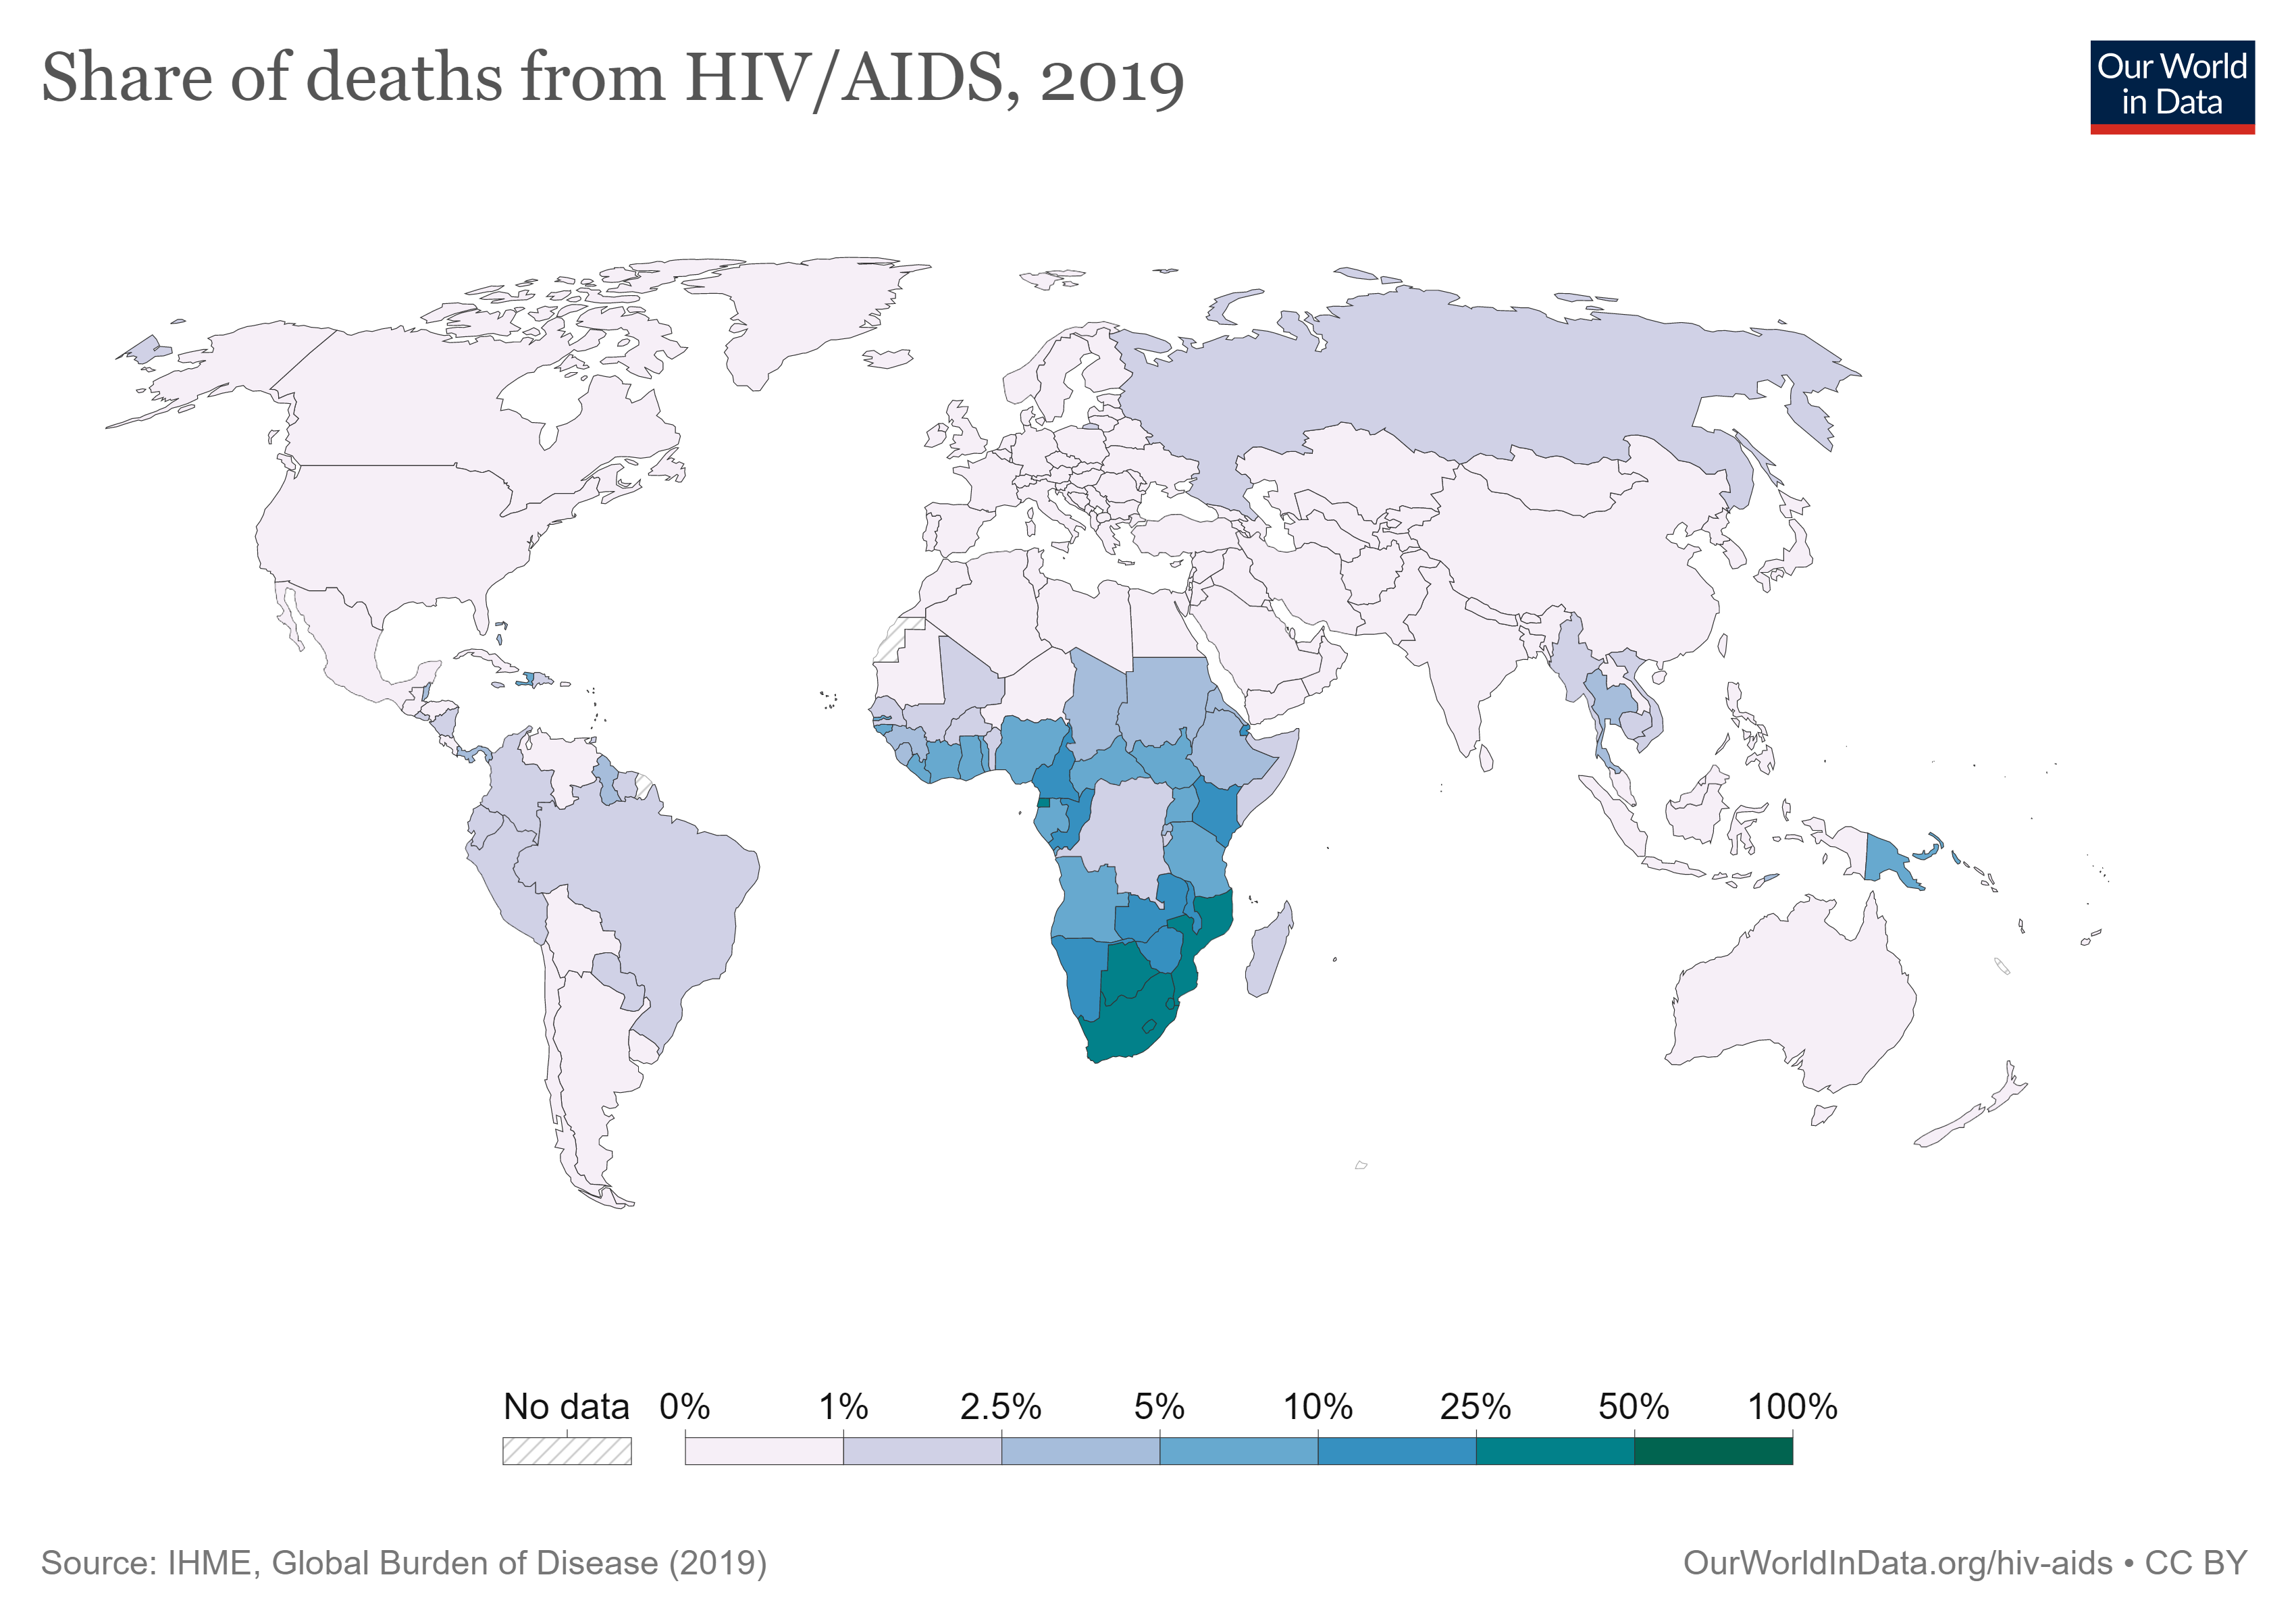 Share of deaths from HIV/AIDS, 2019
Our World
in Data
No data 0% 1% 2.5% 5% 10% 25% 50% 100%
Source: IHME, Global Burden of Disease (2019)
OurWorldInData.org/hiv-aids • CC BY